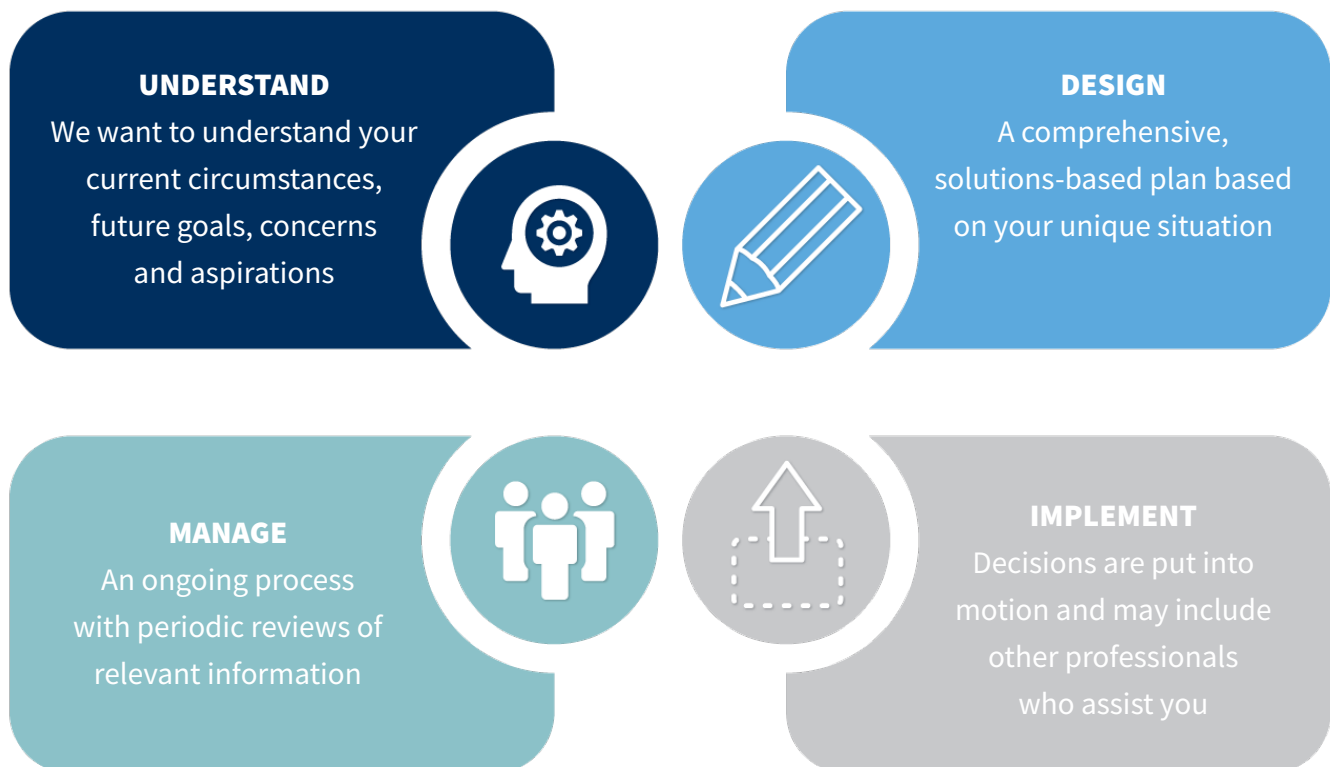 UNDERSTAND
We want to understand your
current circumstances,
future goals, concerns
and aspirations
DESIGN
A comprehensive,
solutions-based plan based
on your unique situation
MANAGE
An ongoing process
with periodic reviews of
relevant information
IMPLEMENT
Decisions are put into
motion and may include
other professionals
who assist you